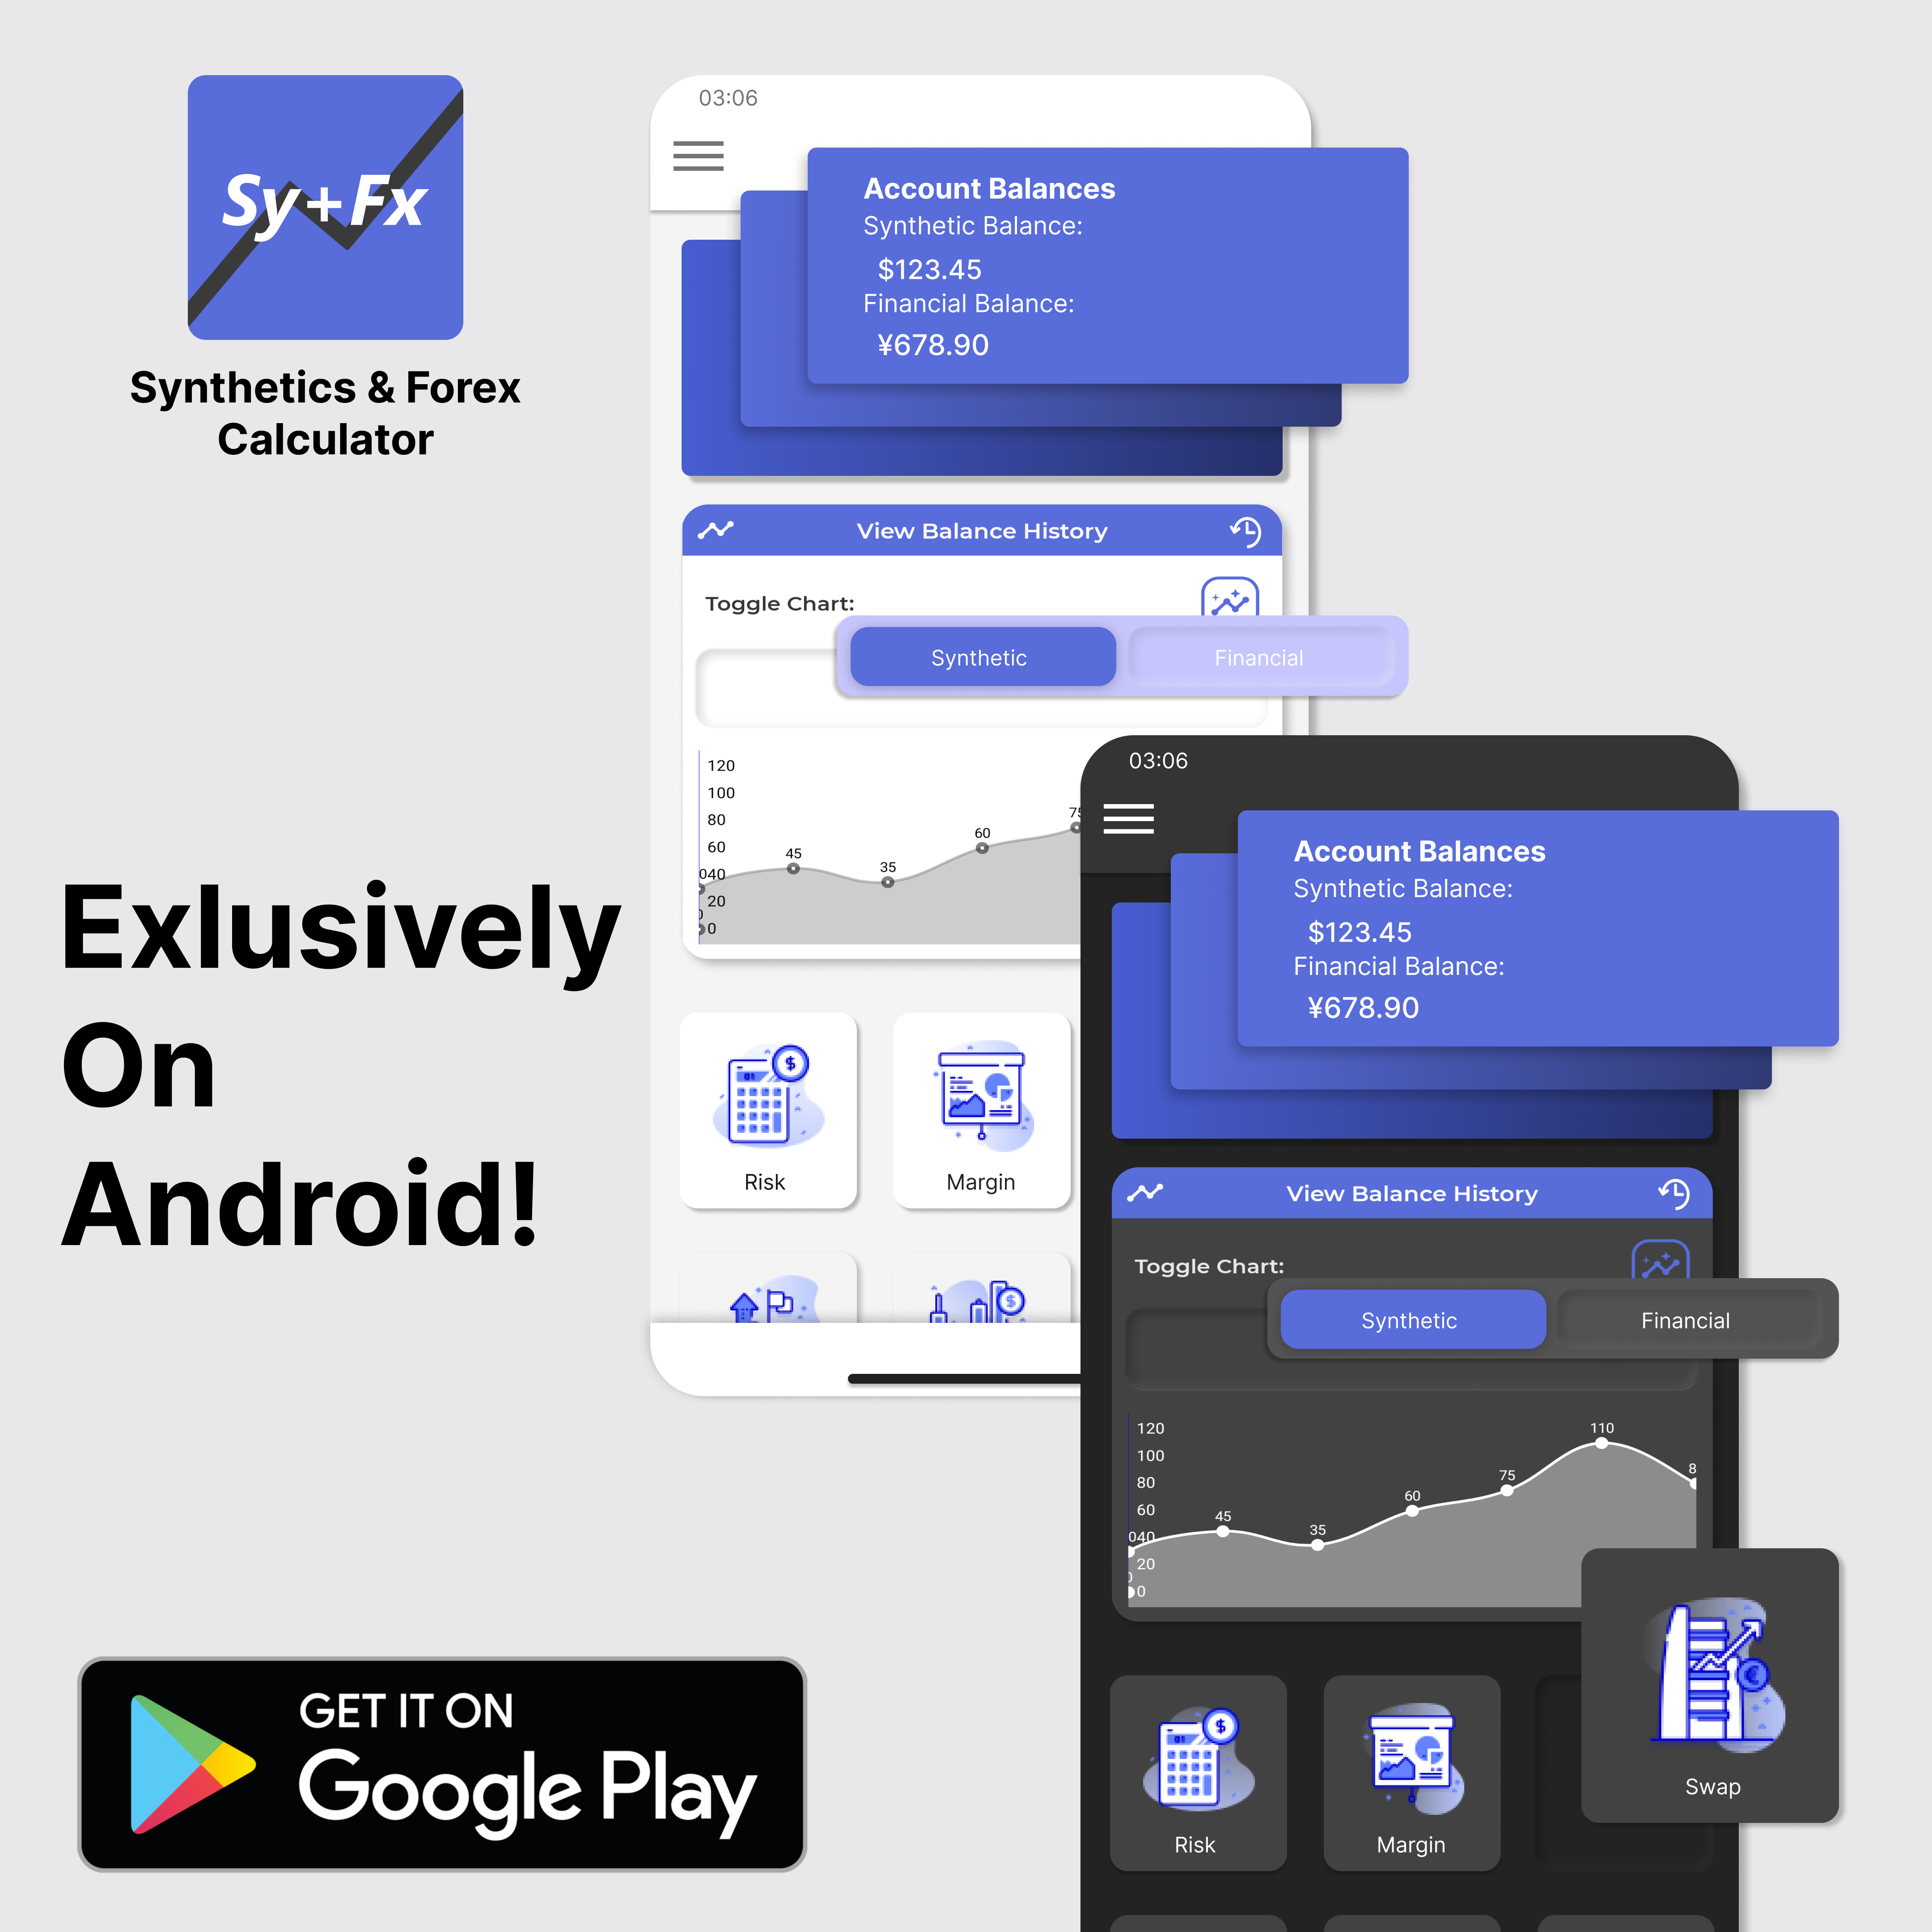 Sy+Fx
Synthetics & Forex
Calculator
Exlusively
On
Android!
GET IT ON
Google Play
03:06
Account Balances
Synthetic Balance:
$123.45
Financial Balance:
¥678.90
View Balance History
Toggle Chart:
Synthetic Financial
120
100
80
60
040
20
0
0
45
35
60
75
Risk
Margin
03:06
Account Balances
Synthetic Balance:
$123.45
Financial Balance:
¥678.90
View Balance History
Toggle Chart:
Synthetic Financial
120
100
80
60
040
20
0
0
45
35
60
75
110
8
Risk
Margin
Swap